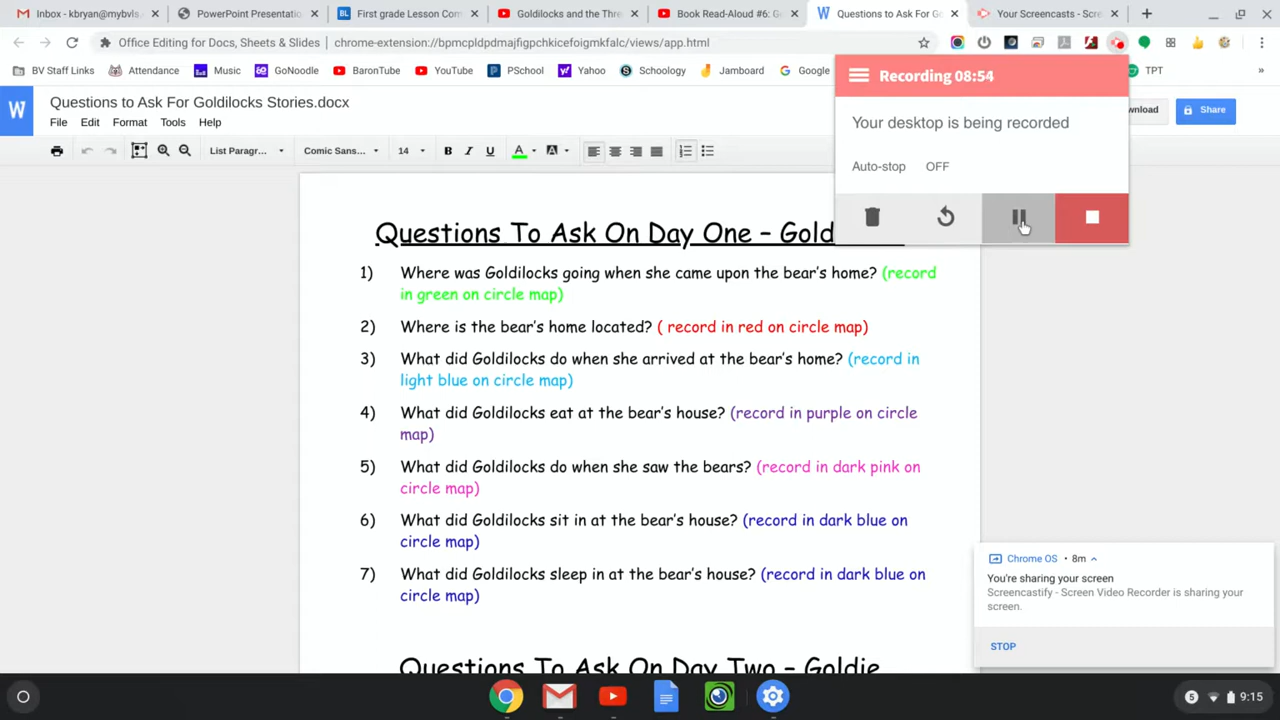 Inbox - kbryan@mybvls.
PowerPoint Presentatio
First grade Lesson Com
Goldilocks and the Thre
Book Read-Aloud #6: Go
Questions to Ask For Go
Your Screencasts - Scre
Office Editing for Docs, Sheets & Slides
chrome-extension://bpmcplpdpmajfigpchkicefoigmkfalc/views/app.html
BV Staff Links
Attendance
Music
GoNoodle
BaronTube
YouTube
PSchool
Yahoo
Schoology
Jamboard
Google
TPT
»
Recording 08:54
Your desktop is being recorded
Auto-stop OFF
W
Questions to Ask For Goldilocks Stories.docx
File Edit Format Tools Help
wnload
Share
List Paragr...
Comic Sans...
14
B I U A A
Questions To Ask On Day One – Gold
1) Where was Goldilocks going when she came upon the bear's home? (record
in green on circle map)
2) Where is the bear's home located? ( record in red on circle map)
3) What did Goldilocks do when she arrived at the bear's home? (record in
light blue on circle map)
4) What did Goldilocks eat at the bear's house? (record in purple on circle
map)
5) What did Goldilocks do when she saw the bears? (record in dark pink on
circle map)
6) What did Goldilocks sit in at the bear's house? (record in dark blue on
circle map)
7) What did Goldilocks sleep in at the bear's house? (record in dark blue on
circle map)
Questions To Ask On Day Two – Goldie
Chrome OS • 8m
You're sharing your screen
Screencastify - Screen Video Recorder is sharing your
screen.
STOP
5
9:15